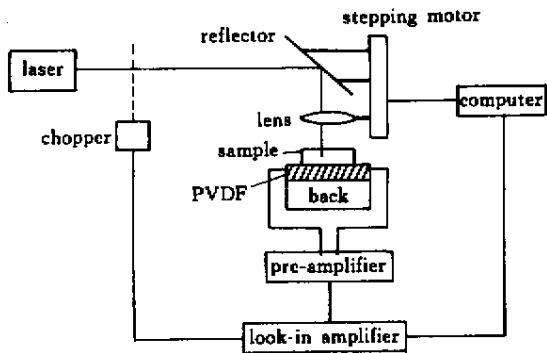 stepping motor
reflector
laser
computer
lens
chopper
sample
PVDF
back
pre-amplifier
look-in amplifier